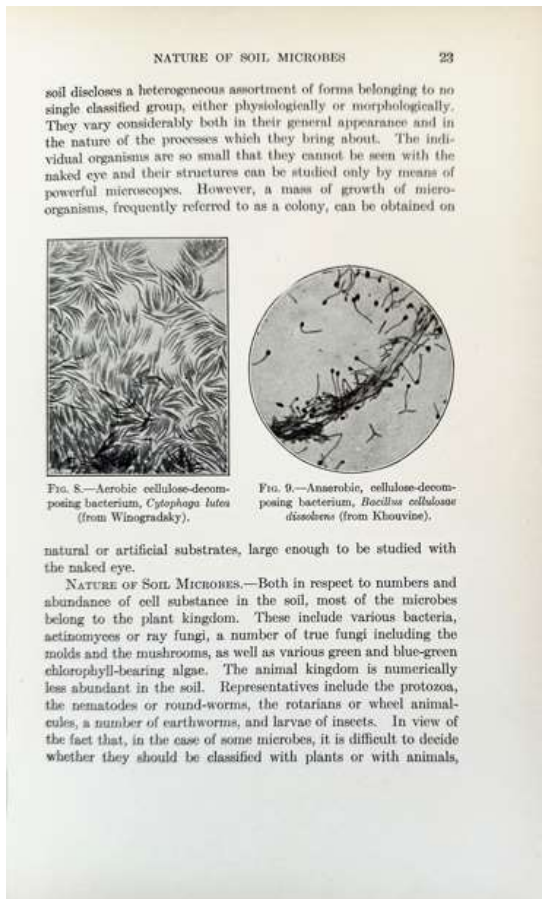 NATURE OF SOIL MICROBES 23
soil discloses a heterogeneous assortment of forms belonging to no
single classified group, either physiologically or morphologically.
They vary considerably both in their general appearance and in
the nature of the processes which they bring about. The indi-
vidual organisms are so small that they cannot be seen with the
naked eye and their structures can be studied only by means of
powerful microscopes. However, a mass of growth of micro-
organisms, frequently referred to as a colony, can be obtained on
FIG. 8.—Aerobic cellulose-decom-
posing bacterium, Cytophaga lutea
(from Winogradsky).
FIG. 9.—Anaerobic, cellulose-decom-
posing bacterium, Bacillus cellulosae
dissolvens (from Khouvine).
natural or artificial substrates, large enough to be studied with
the naked eye.
NATURE OF SOIL MICROBES.—Both in respect to numbers and
abundance of cell substance in the soil, most of the microbes
belong to the plant kingdom. These include various bacteria,
actinomyces or ray fungi, a number of true fungi including the
molds and the mushrooms, as well as various green and blue-green
chlorophyll-bearing algae. The animal kingdom is numerically
less abundant in the soil. Representatives include the protozoa,
the nematodes or round-worms, the rotarians or wheel animal-
cules, a number of earthworms, and larvae of insects. In view of
the fact that, in the case of some microbes, it is difficult to decide
whether they should be classified with plants or with animals,